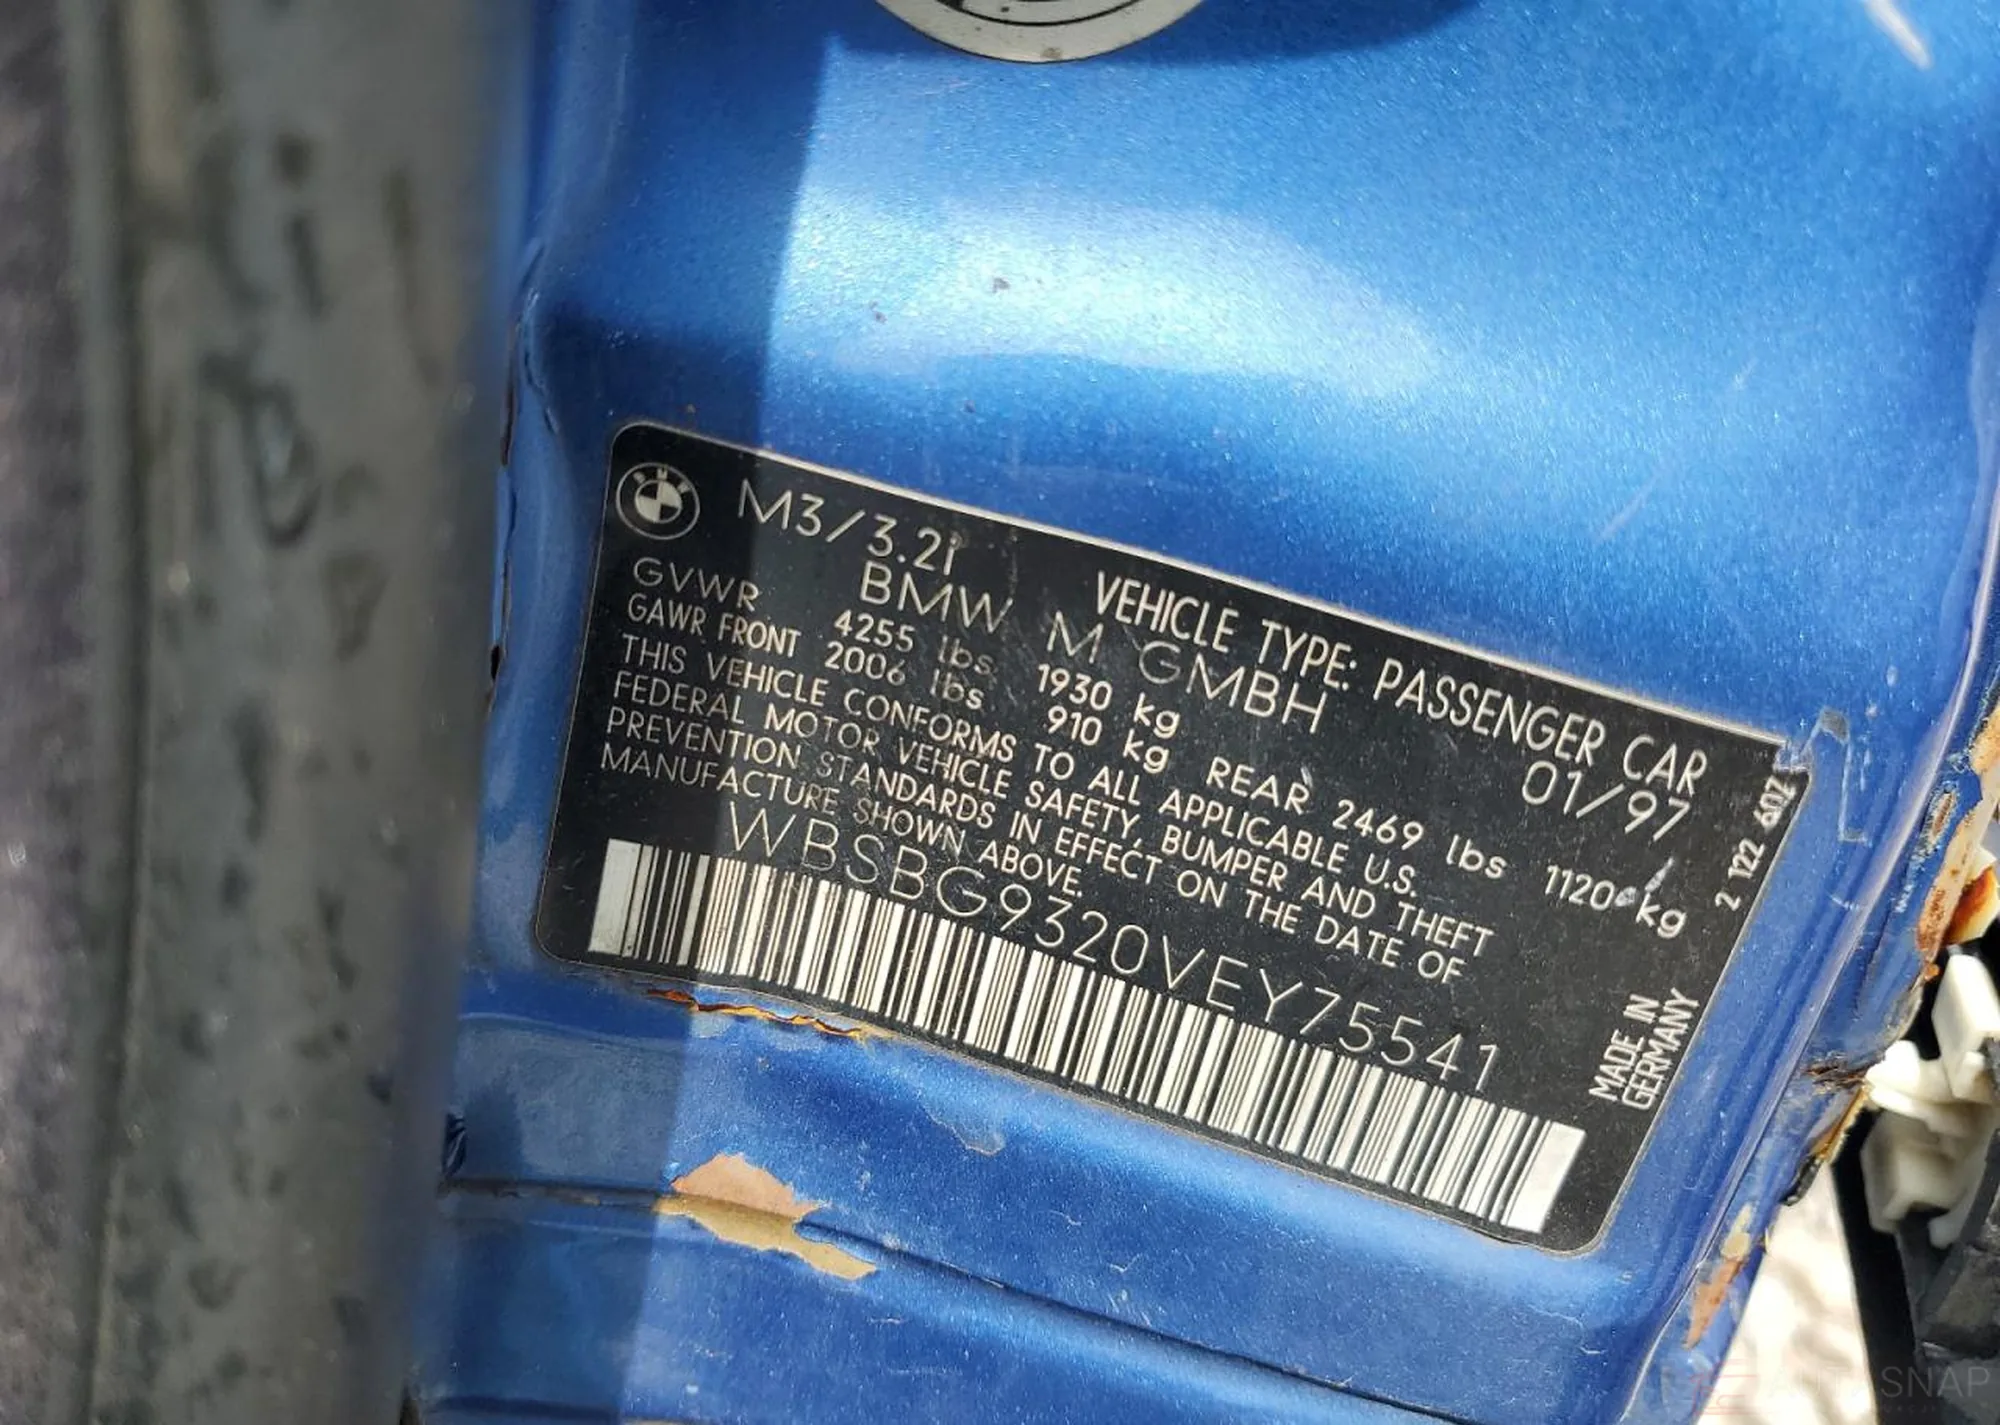 BMW
M3/3.2i
VEHICLE TYPE: PASSENGER CAR
BMW M GMBH
01/97
GVWR 4255 lbs 1930 kg
GAWR FRONT 2006 lbs 910 kg REAR 2469 lbs 1120 kg
THIS VEHICLE CONFORMS TO ALL APPLICABLE U.S.
FEDERAL MOTOR VEHICLE SAFETY, BUMPER AND THEFT
PREVENTION STANDARDS IN EFFECT ON THE DATE OF
MANUFACTURE SHOWN ABOVE.
WBSBG9320VEY75541
2 122 602
MADE IN
GERMANY